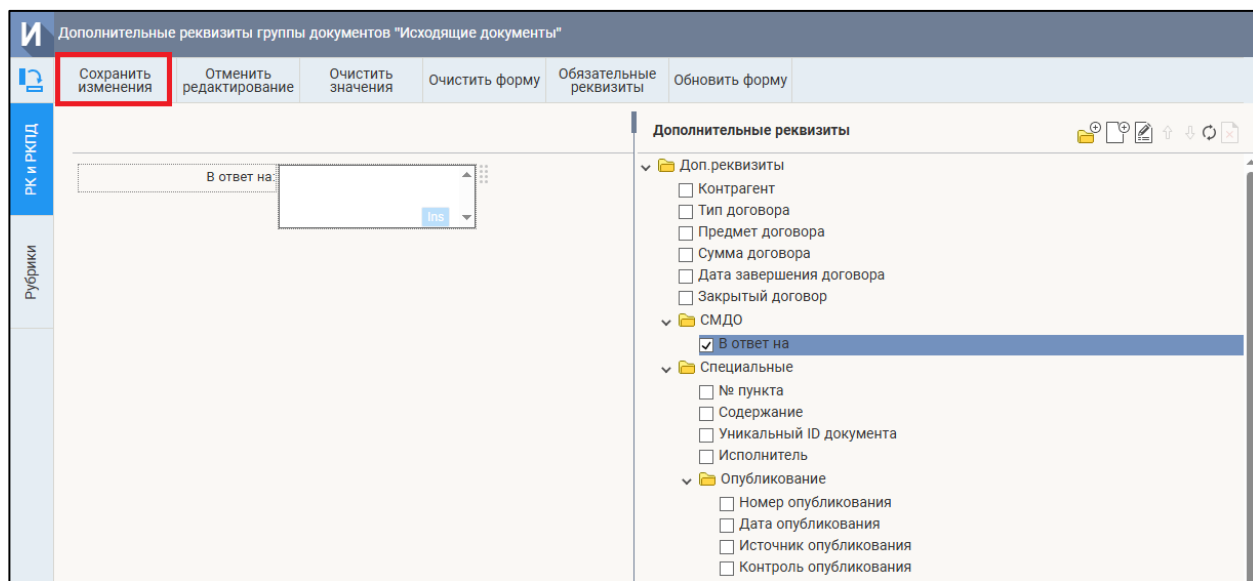 И
Дополнительные реквизиты группы документов "Исходящие документы"
Сохранить изменения
Отменить редактирование
Очистить значения
Очистить форму
Обязательные реквизиты
Обновить форму
РК и РКПД
Рубрики
В ответ на:
Ins
Дополнительные реквизиты
Доп.реквизиты
Контрагент
Тип договора
Предмет договора
Сумма договора
Дата завершения договора
Закрытый договор
СМДО
В ответ на
Специальные
№ пункта
Содержание
Уникальный ID документа
Исполнитель
Опубликование
Номер опубликования
Дата опубликования
Источник опубликования
Контроль опубликования